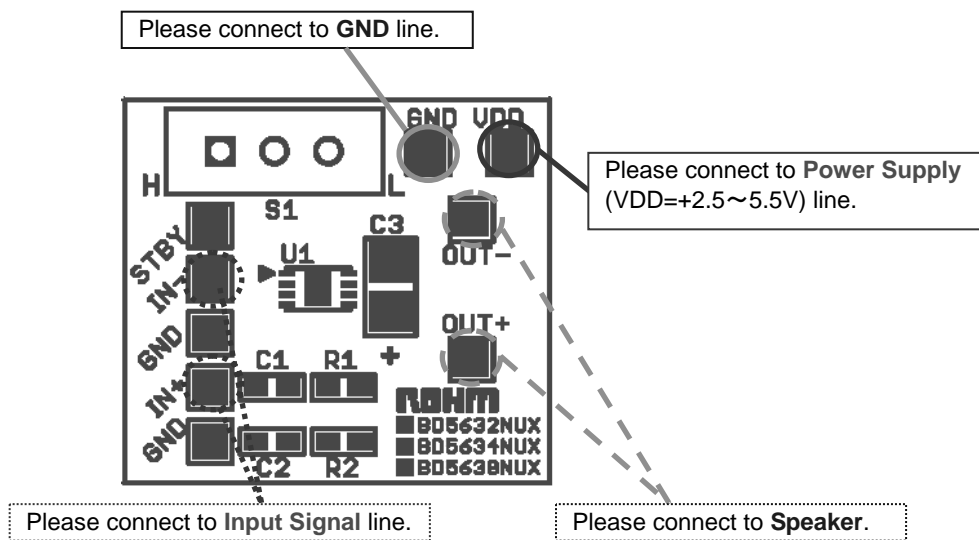 Please connect to GND line.
GND VDD
Please connect to Power Supply
(VDD=+2.5～5.5V) line.
H
L
S1
C3
STBY
U1
OUT-
IN-
GND
OUT+
C1 R1
+
IN+
ROHM
BD5632NUX
GND
BD5634NUX
BD5638NUX
C2 R2
Please connect to Input Signal line.
Please connect to Speaker.